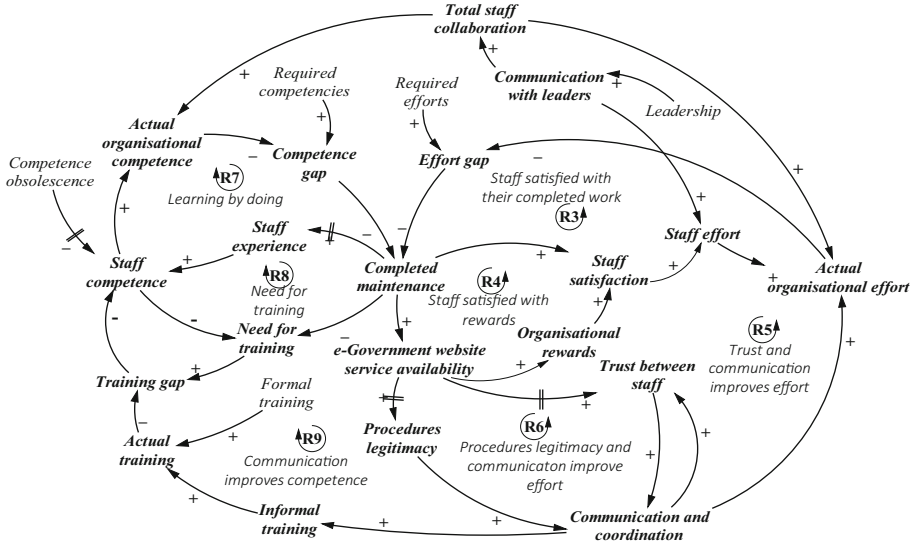 Total staff
collaboration
+
+
Required
competencies
Required
efforts
Communication
with leaders
+
Leadership
+
+
Actual
organisational
competence
−
Competence
gap
Effort gap
−
Staff satisfied with
their completed work
+
Competence
obsolescence
R7
Learning by doing
R3
+
+
−
Staff
experience
−
−
−
+
+
Staff effort
Staff
competence
+
R8
Need for
training
Completed
maintenance
R4
Staff satisfied with
rewards
Staff
satisfaction
+
+
Actual
organisational effort
-
-
Need for
training
+
−
e-Government website
service availability
+
Organisational
rewards
R5
Trust and
communication
improves effort
+
+
Training gap
Formal
training
+
Trust between
staff
+
+
−
Actual
training
+
R9
Communication
improves competence
Procedures
legitimacy
R6
Procedures legitimacy and
communicaton improve
effort
+
+
+
Informal
training
+
+
+
Communication and
coordination